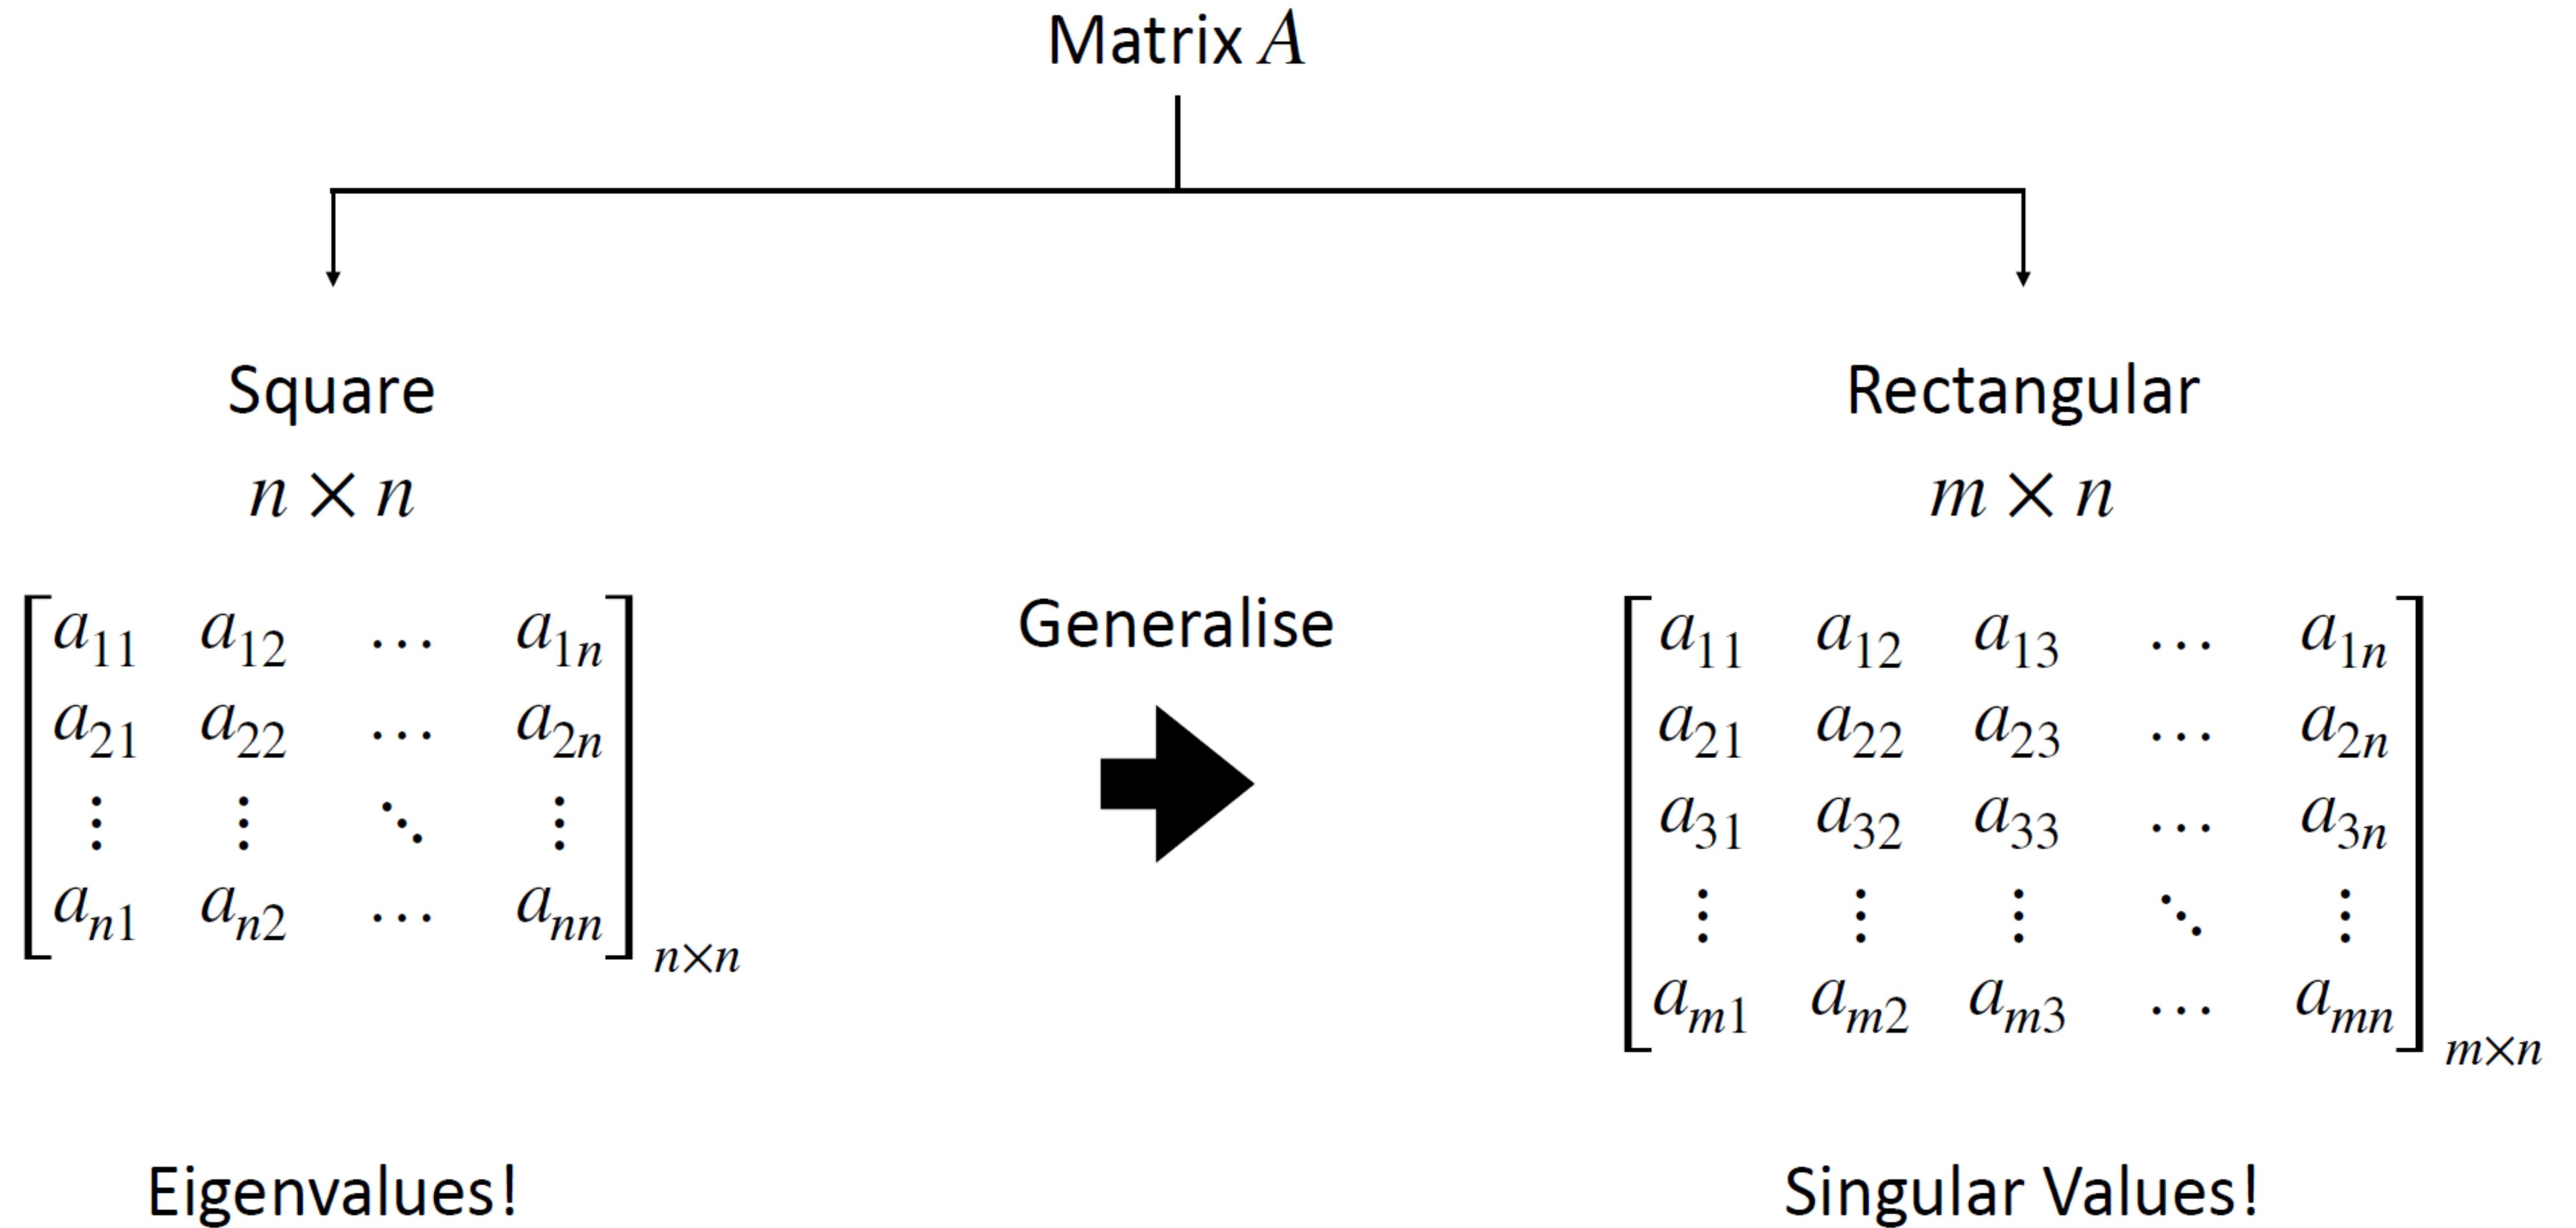 Matrix A
Square
n × n
a11 a12 … a1n
a21 a22 … a2n
⋮ ⋮ ⋱ ⋮
an1 an2 … ann
n×n
Generalise
Rectangular
m × n
a11 a12 a13 … a1n
a21 a22 a23 … a2n
a31 a32 a33 … a3n
⋮ ⋮ ⋮ ⋱ ⋮
am1 am2 am3 … amn
m×n
Eigenvalues!
Singular Values!